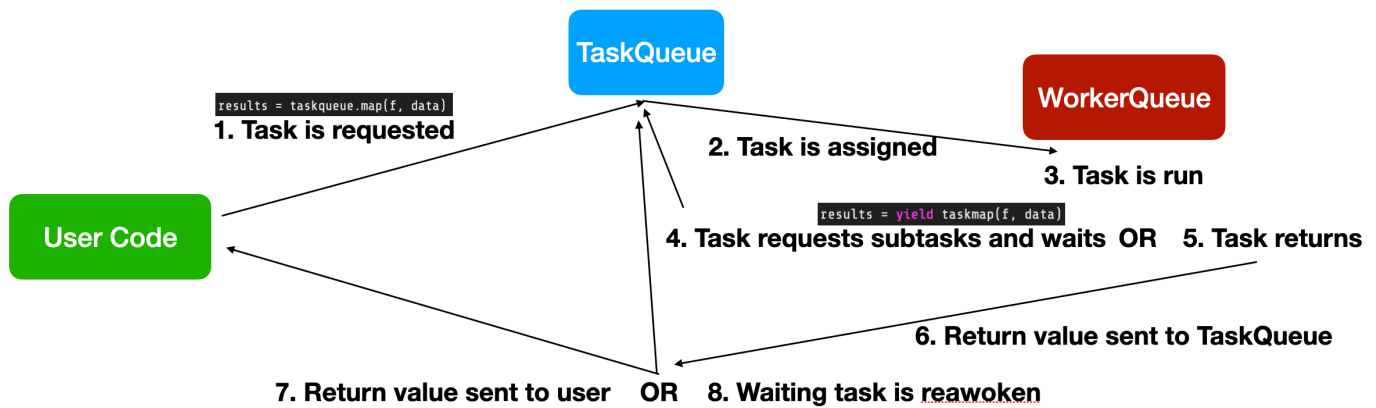 TaskQueue
WorkerQueue
results = taskqueue.map(f, data)
1. Task is requested
2. Task is assigned
3. Task is run
User Code
results = yield taskmap(f, data)
4. Task requests subtasks and waits OR 5. Task returns
6. Return value sent to TaskQueue
7. Return value sent to user OR 8. Waiting task is reawoken